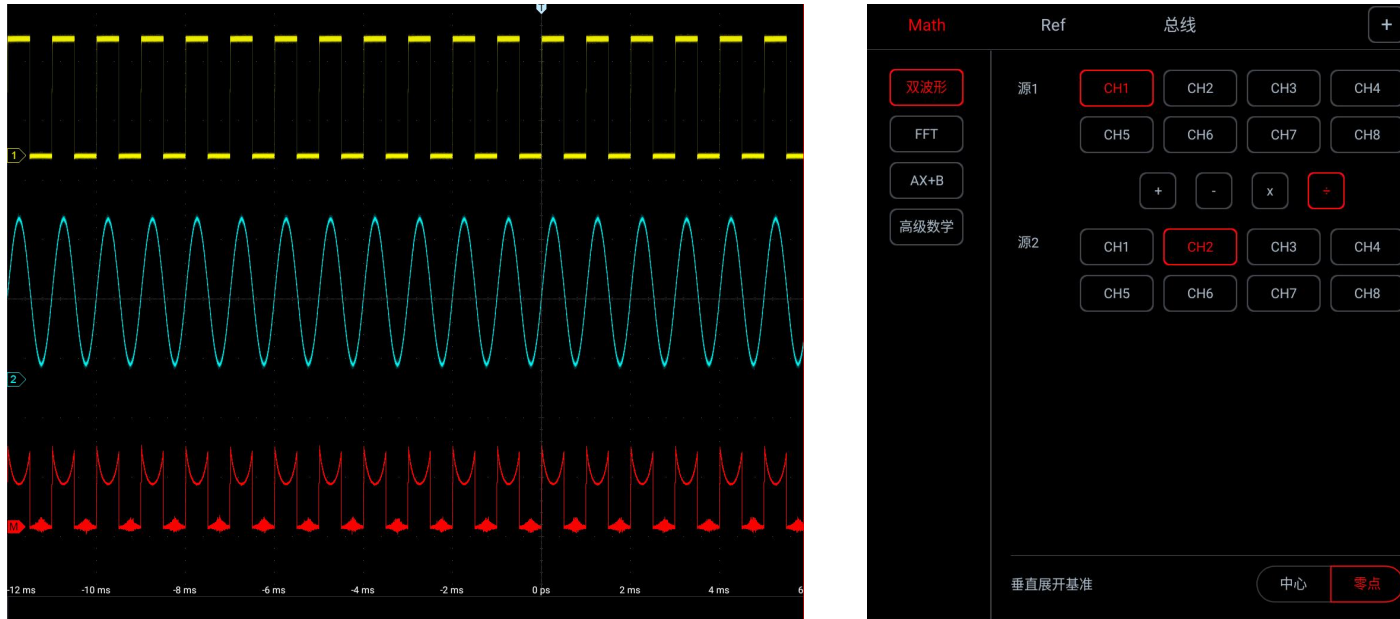 T
1
2
M
-12 ms -10 ms -8 ms -6 ms -4 ms -2 ms 0 ps 2 ms 4 ms 6
Math Ref 总线 +
双波形
FFT
AX+B
高级数学
源1 CH1 CH2 CH3 CH4
CH5 CH6 CH7 CH8
+ - x ÷
源2 CH1 CH2 CH3 CH4
CH5 CH6 CH7 CH8
垂直展开基准 中心 零点